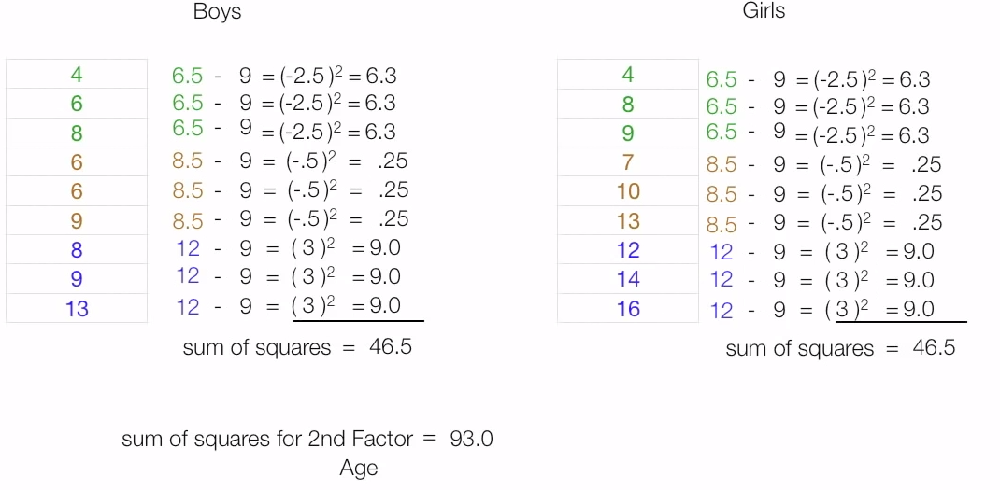 Boys
4 6.5 - 9 = (-2.5)² = 6.3
6 6.5 - 9 = (-2.5)² = 6.3
8 6.5 - 9 = (-2.5)² = 6.3
6 8.5 - 9 = (-.5)² = .25
6 8.5 - 9 = (-.5)² = .25
9 8.5 - 9 = (-.5)² = .25
8 12 - 9 = (3)² = 9.0
9 12 - 9 = (3)² = 9.0
13 12 - 9 = (3)² = 9.0
sum of squares = 46.5
Girls
4 6.5 - 9 = (-2.5)² = 6.3
8 6.5 - 9 = (-2.5)² = 6.3
9 6.5 - 9 = (-2.5)² = 6.3
7 8.5 - 9 = (-.5)² = .25
10 8.5 - 9 = (-.5)² = .25
13 8.5 - 9 = (-.5)² = .25
12 12 - 9 = (3)² = 9.0
14 12 - 9 = (3)² = 9.0
16 12 - 9 = (3)² = 9.0
sum of squares = 46.5
sum of squares for 2nd Factor = 93.0
Age